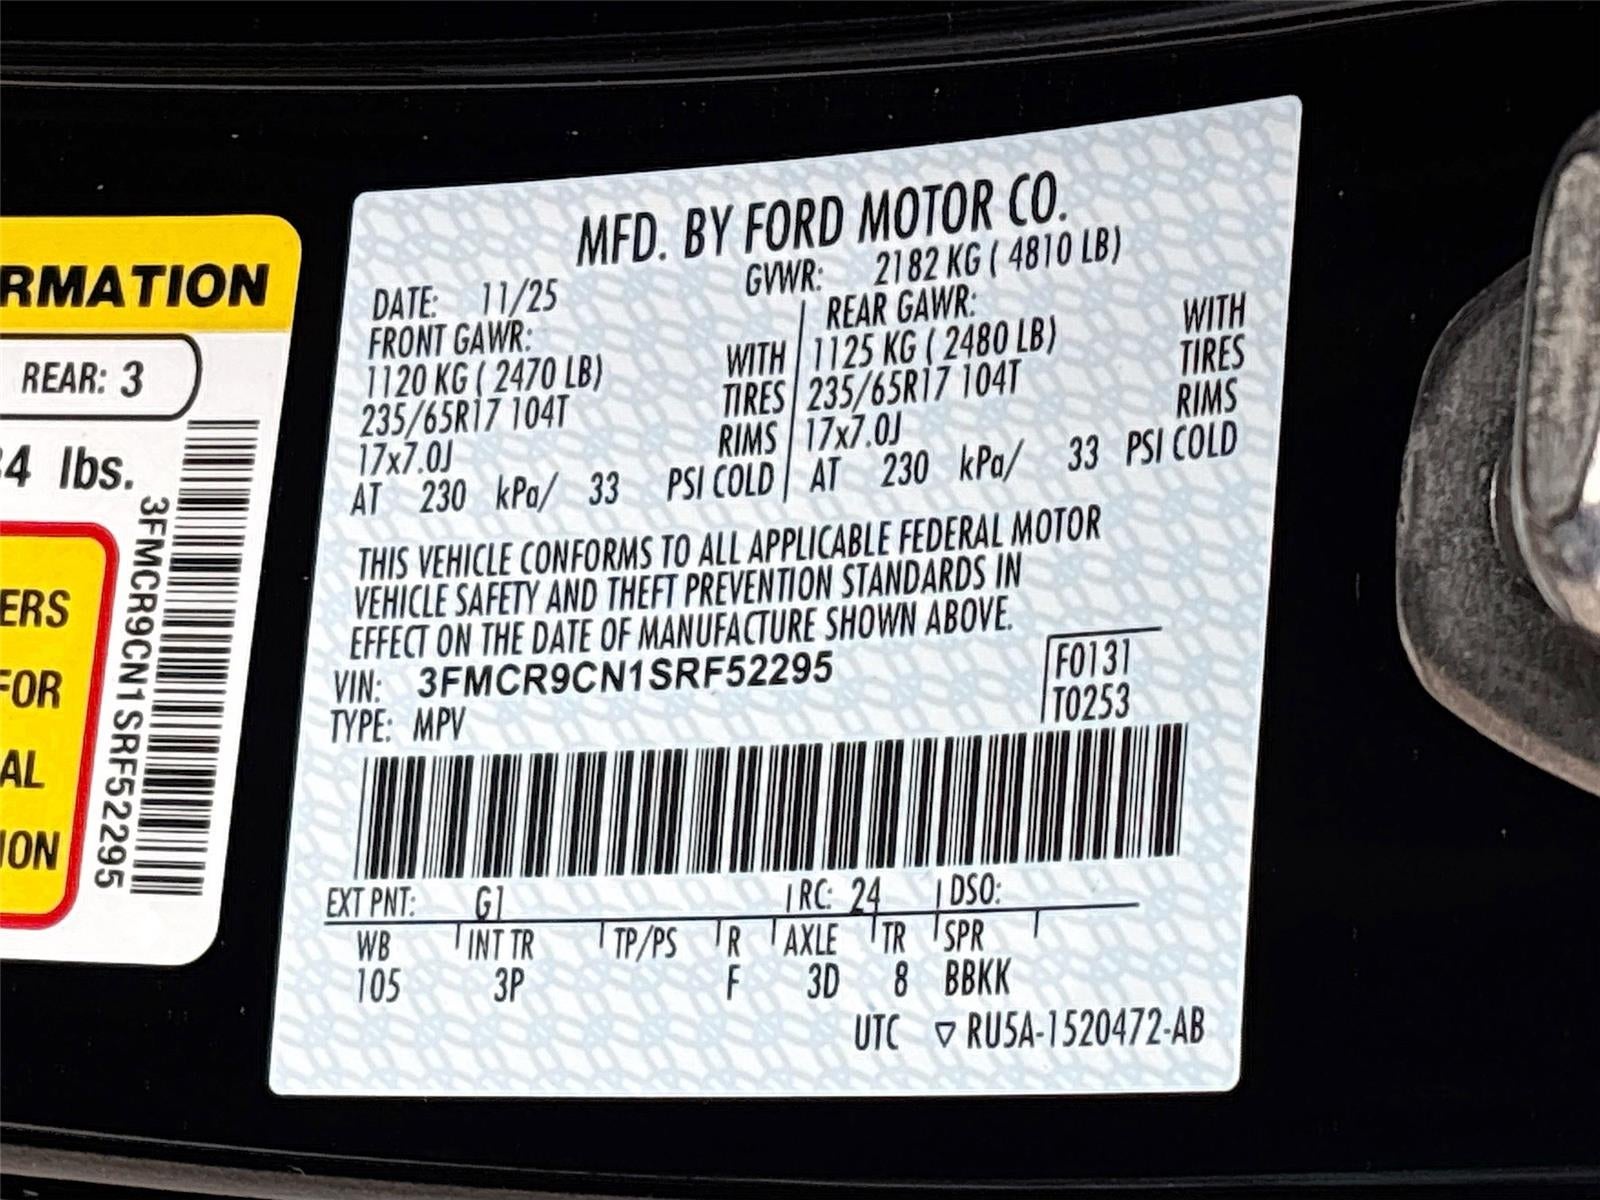 RMATION
REAR: 3
4 lbs.
ERS
FOR
AL
ION
3FMCR9CN1SRF52295
MFD. BY FORD MOTOR CO.
DATE: 11/25 GVWR: 2182 KG ( 4810 LB)
FRONT GAWR: REAR GAWR:
1120 KG ( 2470 LB) WITH 1125 KG ( 2480 LB) WITH
235/65R17 104T TIRES 235/65R17 104T TIRES
17x7.0J RIMS 17x7.0J RIMS
AT 230 kPa/ 33 PSI COLD AT 230 kPa/ 33 PSI COLD
THIS VEHICLE CONFORMS TO ALL APPLICABLE FEDERAL MOTOR
VEHICLE SAFETY AND THEFT PREVENTION STANDARDS IN
EFFECT ON THE DATE OF MANUFACTURE SHOWN ABOVE.
VIN: 3FMCR9CN1SRF52295 F0131
TYPE: MPV T0253
EXT PNT: G1 RC: 24 DSO:
WB INT TR TP/PS R AXLE TR SPR
105 3P F 3D 8 BBKK
UTC ▽ RU5A-1520472-AB